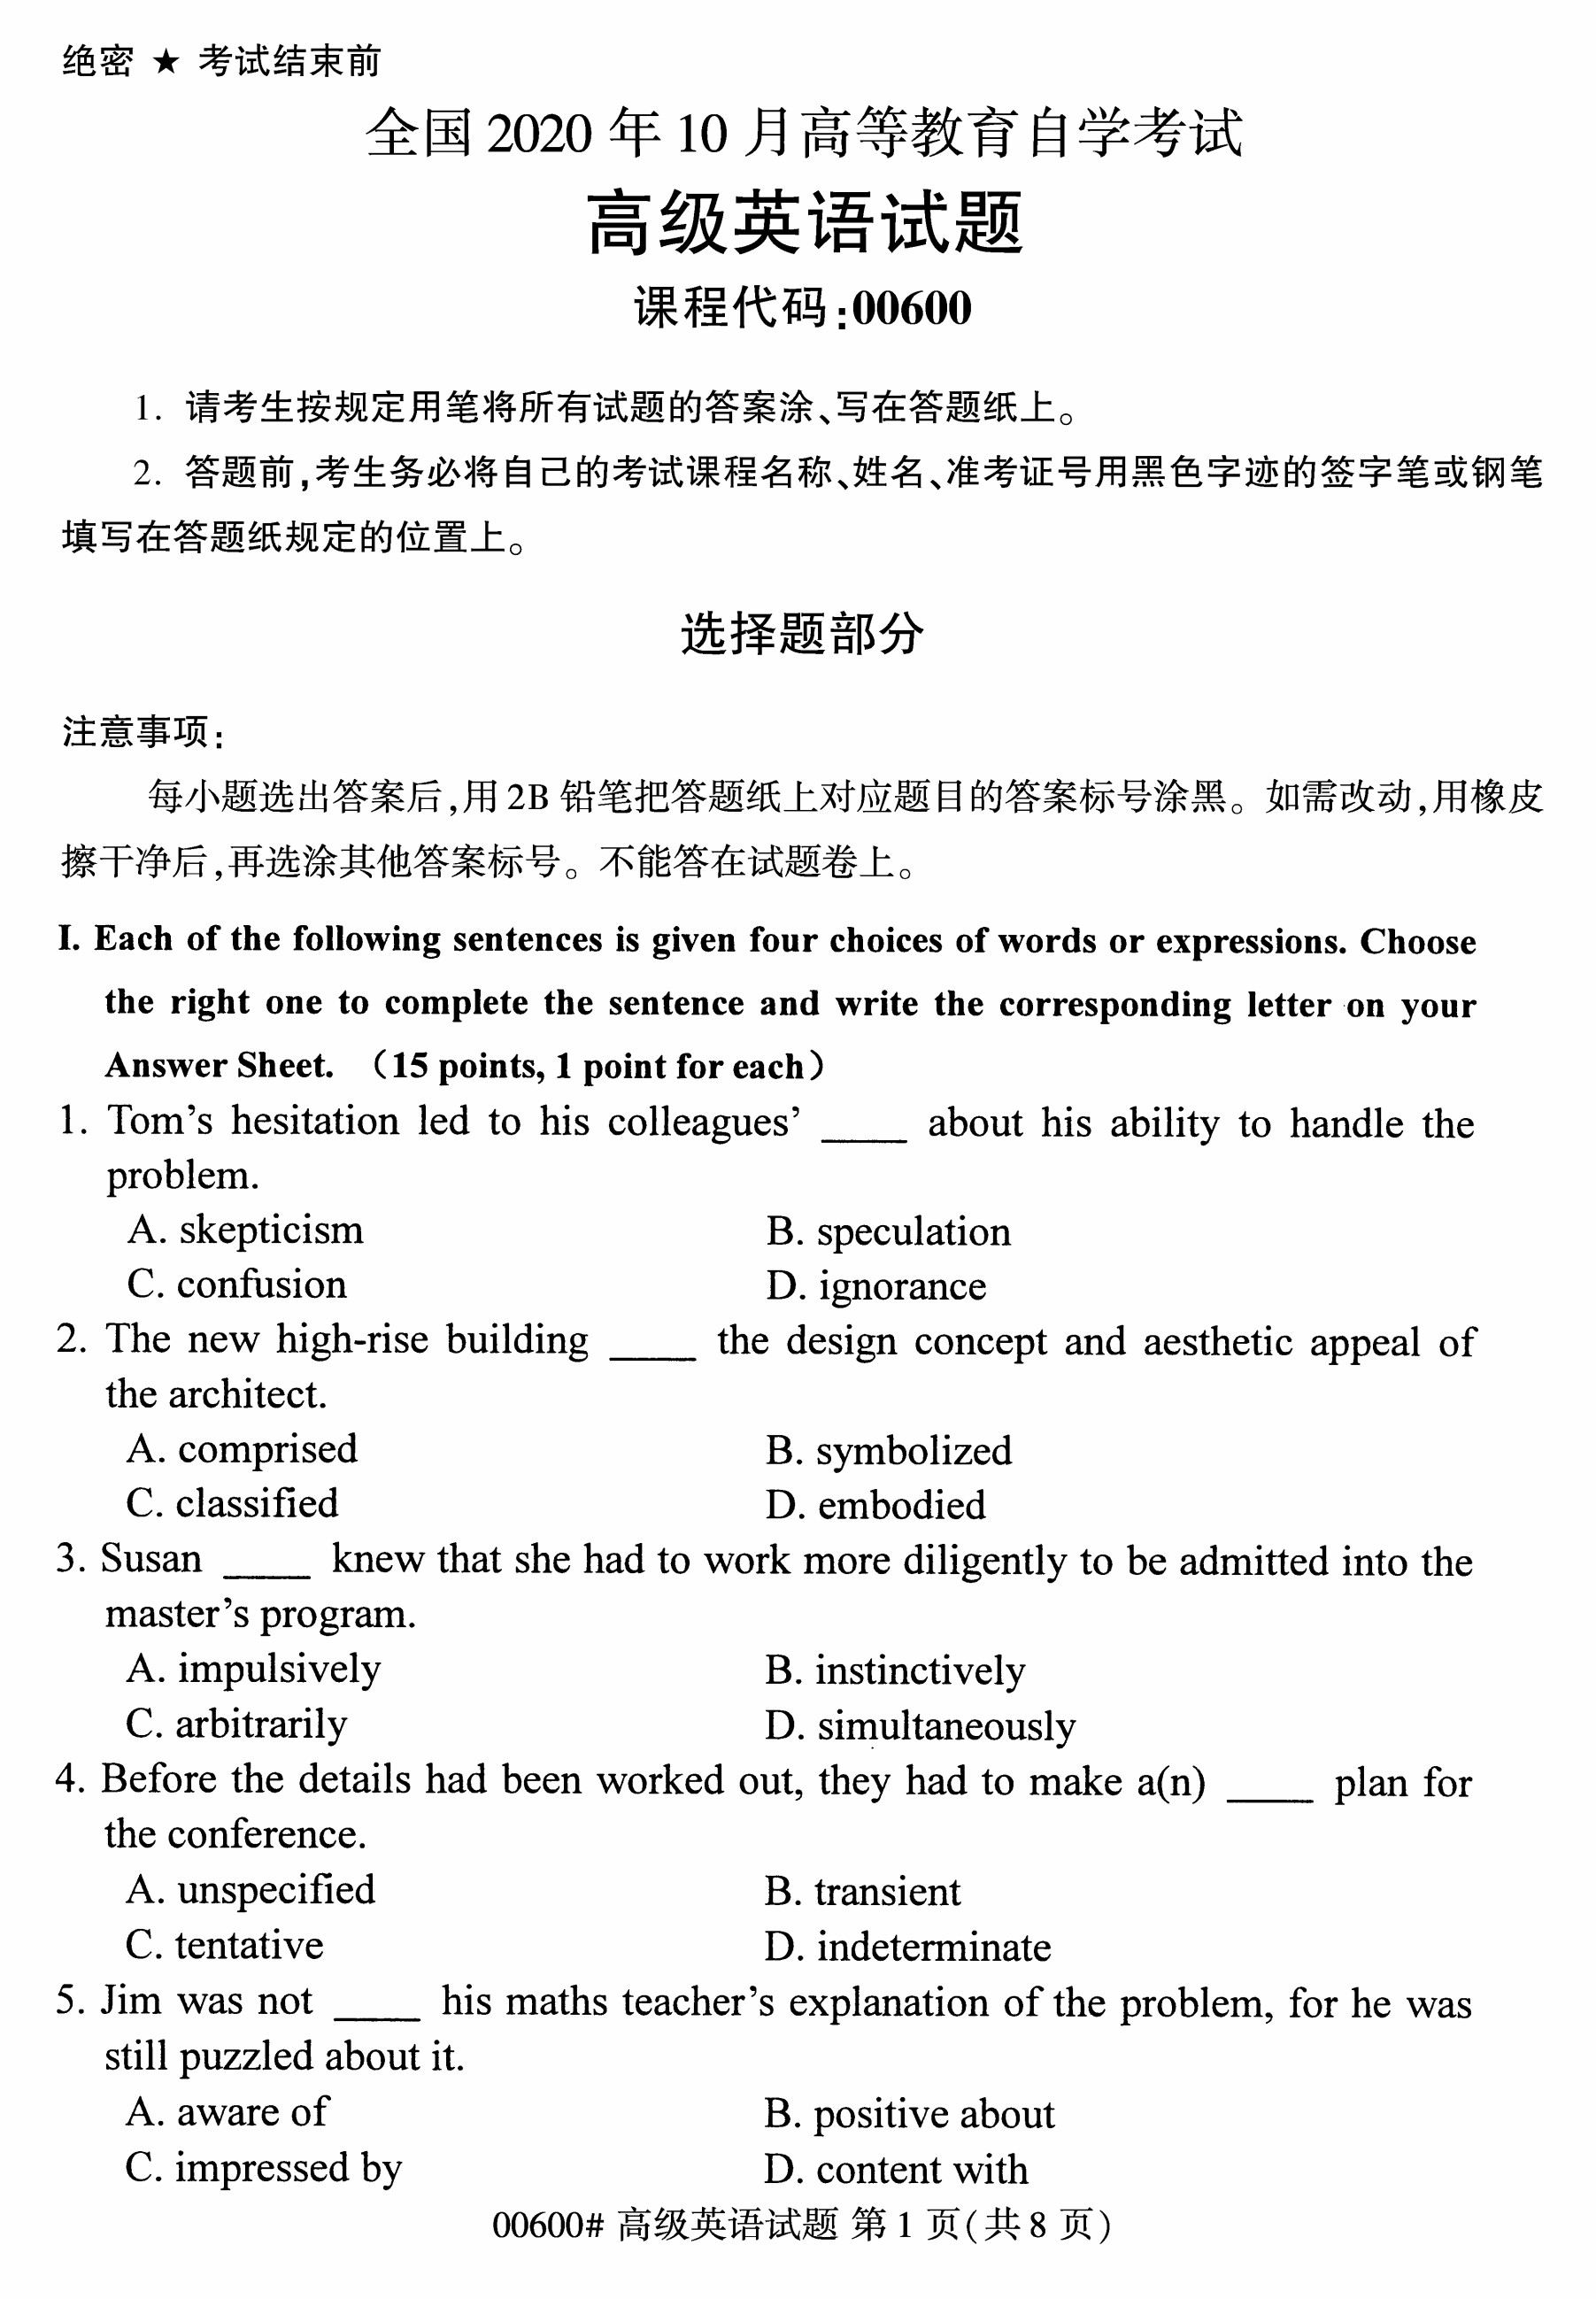 绝密 ★ 考试结束前
全国 2020 年 10 月高等教育自学考试
高级英语试题
课程代码:00600
1. 请考生按规定用笔将所有试题的答案涂、写在答题纸上。
2. 答题前,考生务必将自己的考试课程名称、姓名、准考证号用黑色字迹的签字笔或钢笔
填写在答题纸规定的位置上。
选择题部分
注意事项:
每小题选出答案后,用 2B 铅笔把答题纸上对应题目的答案标号涂黑。如需改动,用橡皮
擦干净后,再选涂其他答案标号。不能答在试题卷上。
I. Each of the following sentences is given four choices of words or expressions. Choose
the right one to complete the sentence and write the corresponding letter on your
Answer Sheet. (15 points, 1 point for each)
1. Tom's hesitation led to his colleagues' ____ about his ability to handle the
problem.
A. skepticism B. speculation
C. confusion D. ignorance
2. The new high-rise building ____ the design concept and aesthetic appeal of
the architect.
A. comprised B. symbolized
C. classified D. embodied
3. Susan ____ knew that she had to work more diligently to be admitted into the
master's program.
A. impulsively B. instinctively
C. arbitrarily D. simultaneously
4. Before the details had been worked out, they had to make a(n) ____ plan for
the conference.
A. unspecified B. transient
C. tentative D. indeterminate
5. Jim was not ____ his maths teacher's explanation of the problem, for he was
still puzzled about it.
A. aware of B. positive about
C. impressed by D. content with
00600# 高级英语试题 第 1 页(共 8 页)